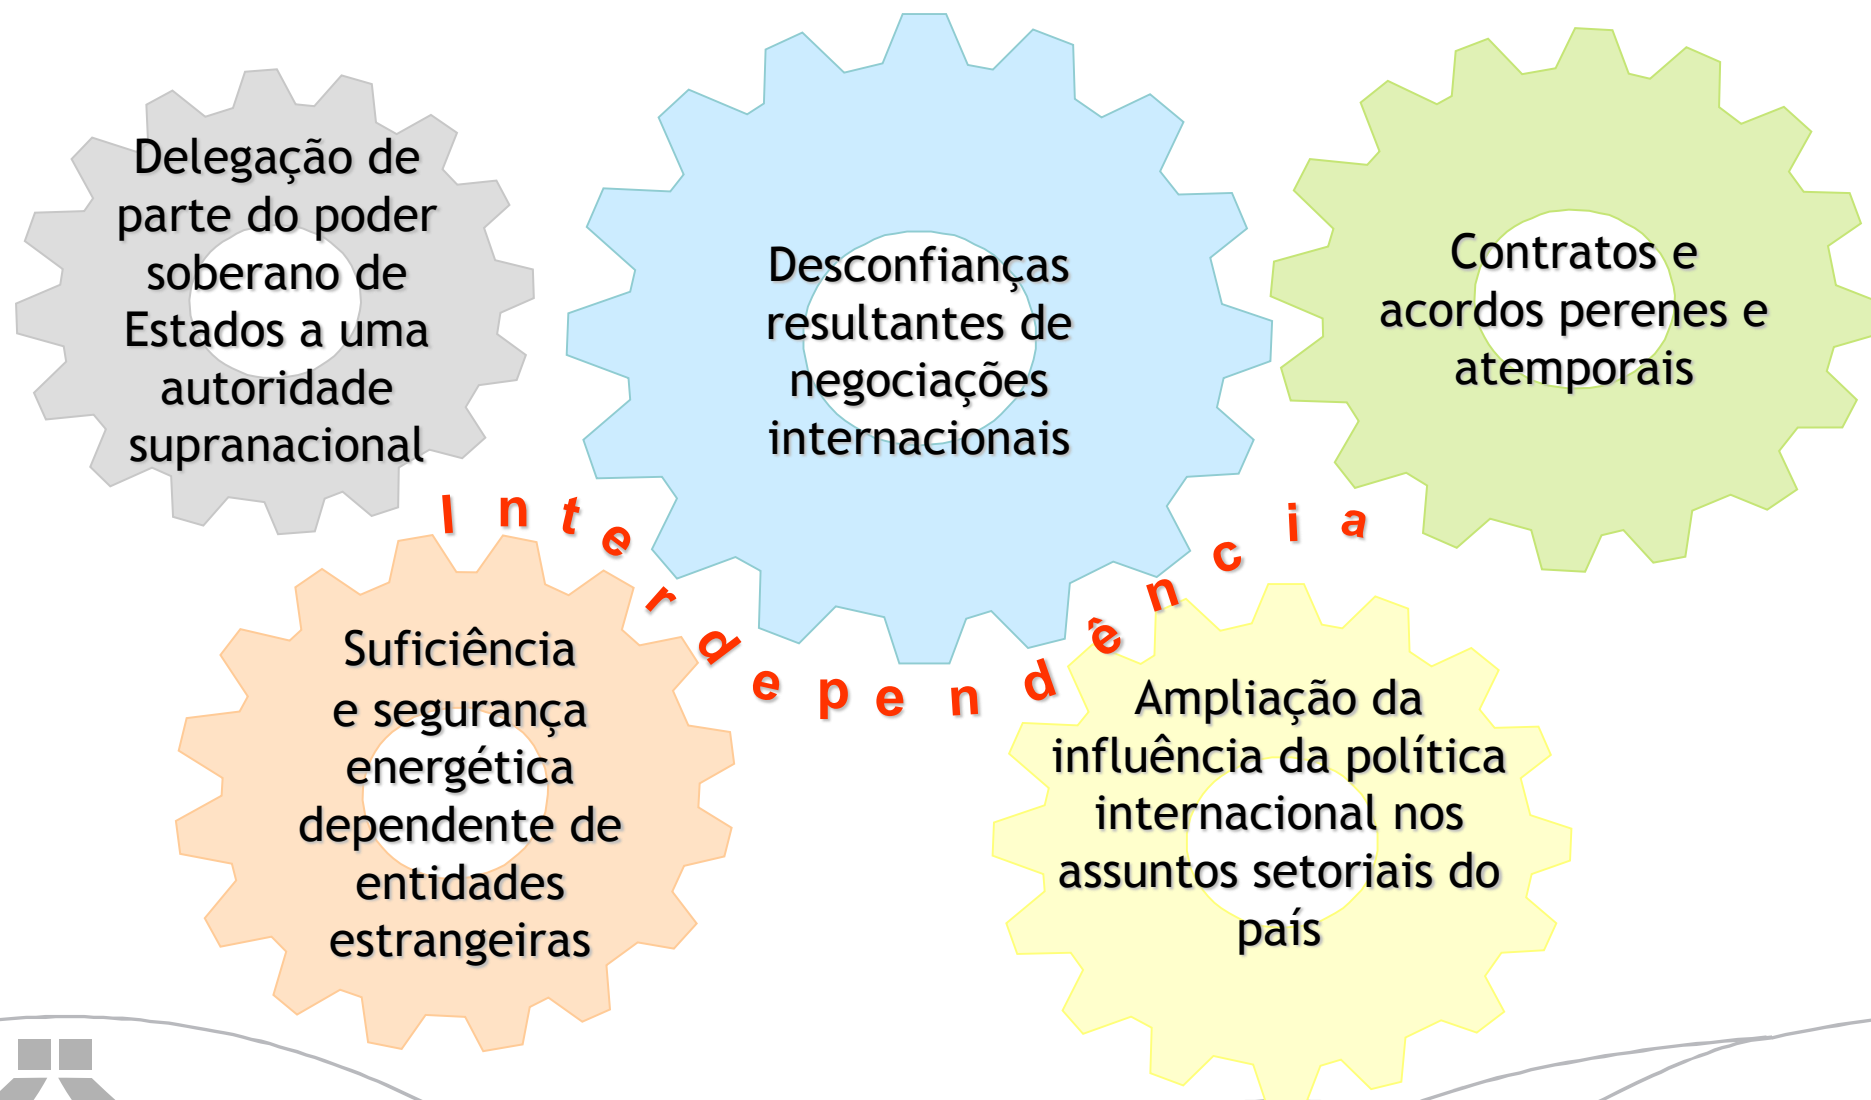 Delegação de
parte do poder
soberano de
Estados a uma
autoridade
supranacional
Desconfianças
resultantes de
negociações
internacionais
Contratos e
acordos perenes e
atemporais
Interdependência
Suficiência
e segurança
energética
dependente de
entidades
estrangeiras
Ampliação da
influência da política
internacional nos
assuntos setoriais do
país